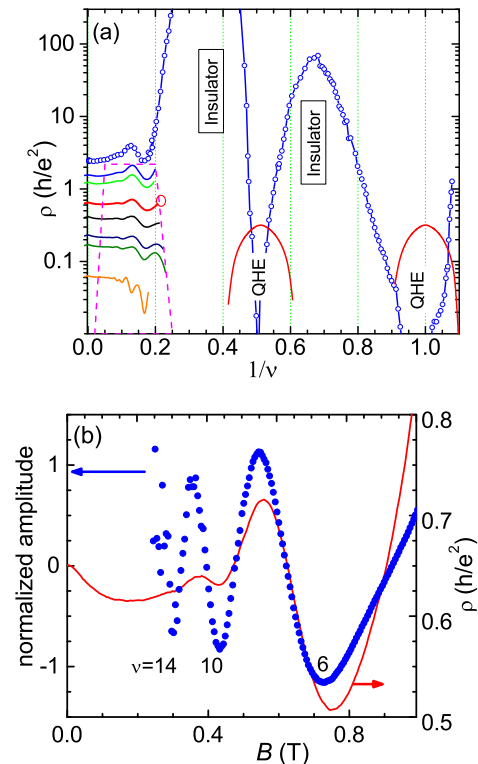 (a)
ρ (h/e²)
100
10
1
0.1
Insulator
Insulator
QHE
QHE
0.0 0.2 0.4 0.6 0.8 1.0
1/ν
(b)
normalized amplitude
1
0
-1
ν=14 10 6
0.8
0.7
0.6
0.5
ρ (h/e²)
0.0 0.4 0.8
B (T)